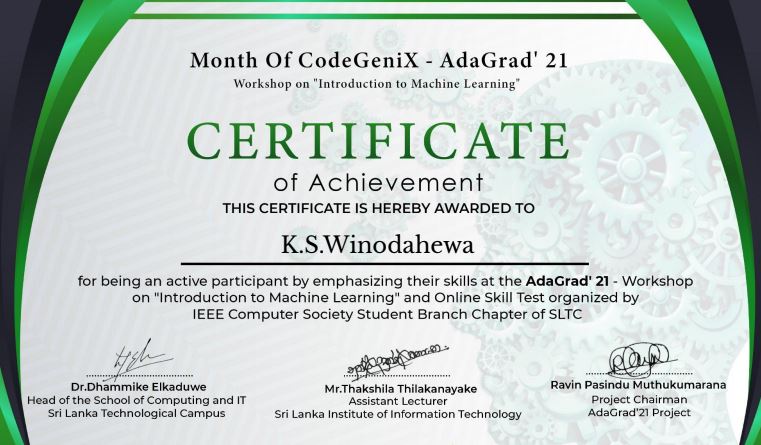 Month Of CodeGeniX - AdaGrad' 21
Workshop on "Introduction to Machine Learning"
CERTIFICATE
of Achievement
THIS CERTIFICATE IS HEREBY AWARDED TO
K.S.Winodahewa
for being an active participant by emphasizing their skills at the AdaGrad' 21 - Workshop
on "Introduction to Machine Learning" and Online Skill Test organized by
IEEE Computer Society Student Branch Chapter of SLTC
Dr.Dhammike Elkaduwe
Head of the School of Computing and IT
Sri Lanka Technological Campus
Mr.Thakshila Thilakanayake
Assistant Lecturer
Sri Lanka Institute of Information Technology
Ravin Pasindu Muthukumarana
Project Chairman
AdaGrad'21 Project